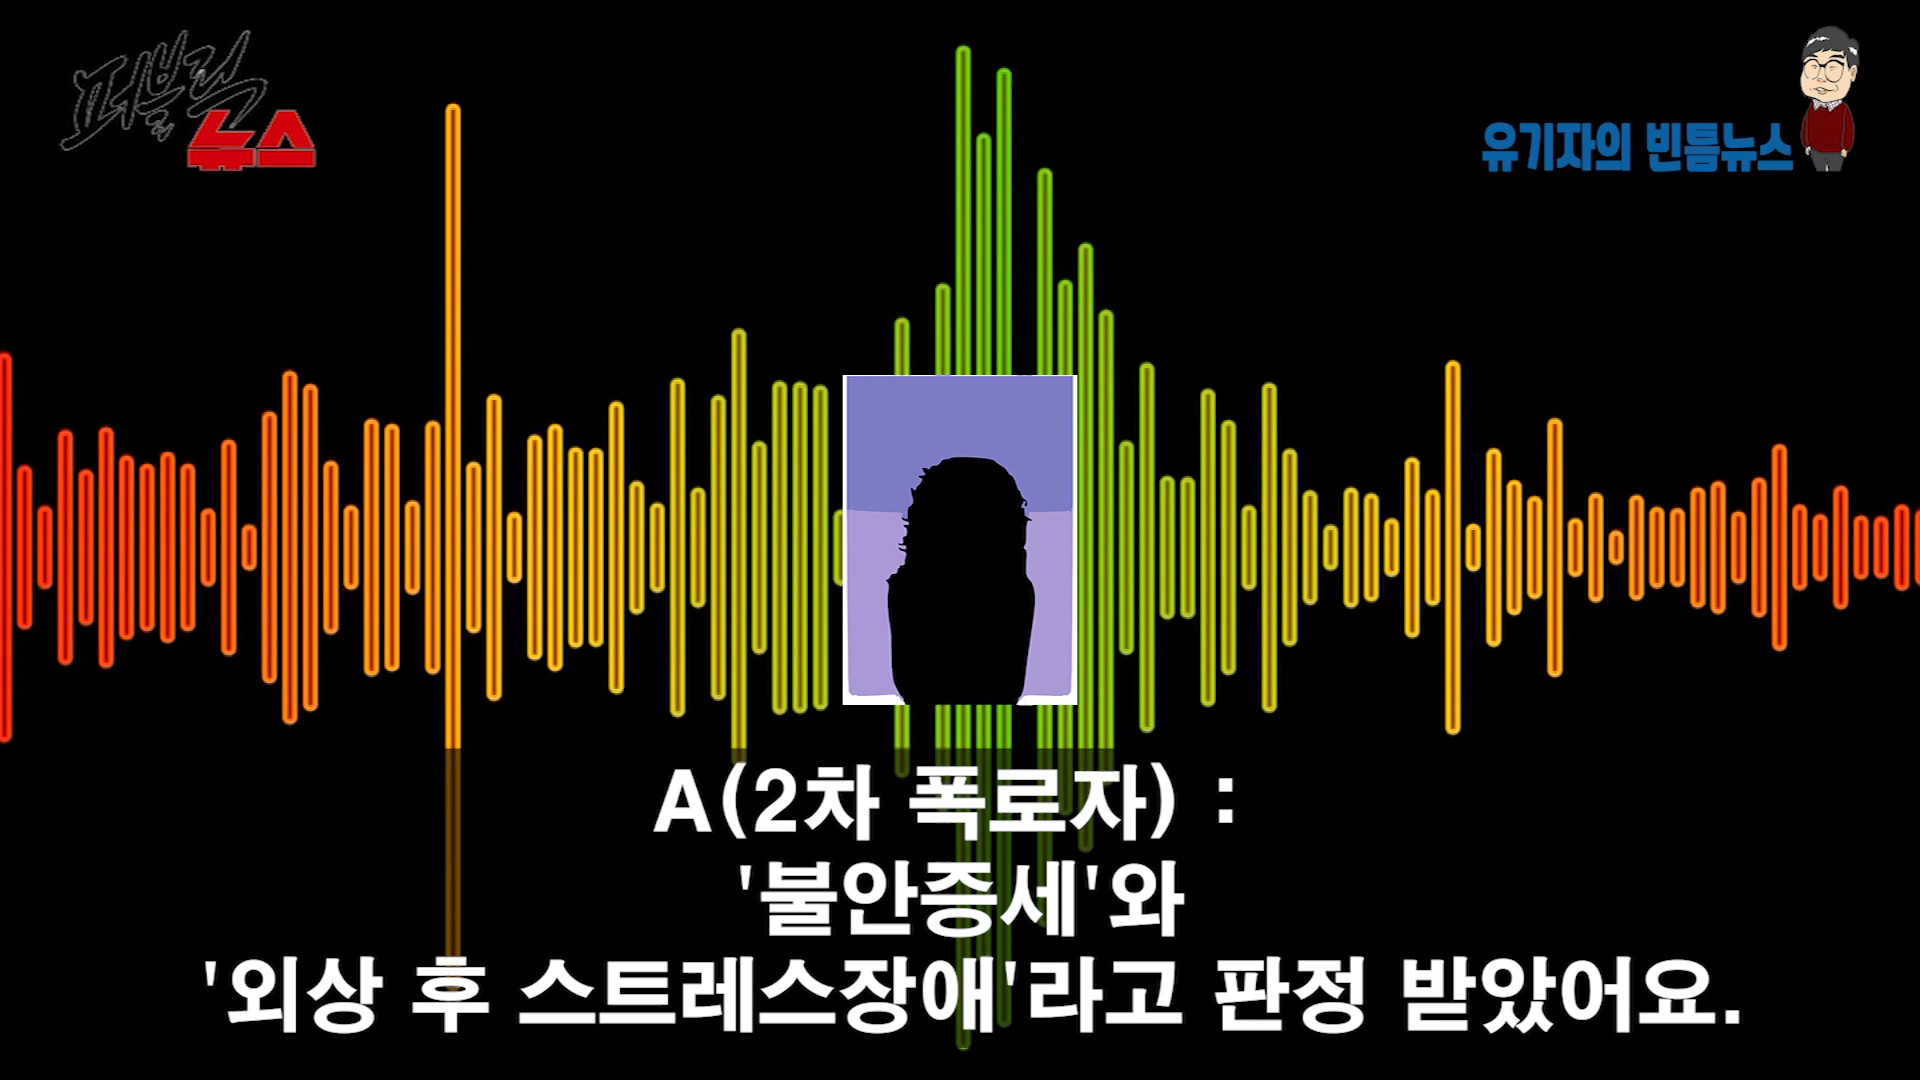 퍼블릭
뉴스
유기자의 빈틈뉴스
A(2차 폭로자) :
'불안증세'와
'외상 후 스트레스장애'라고 판정 받았어요.